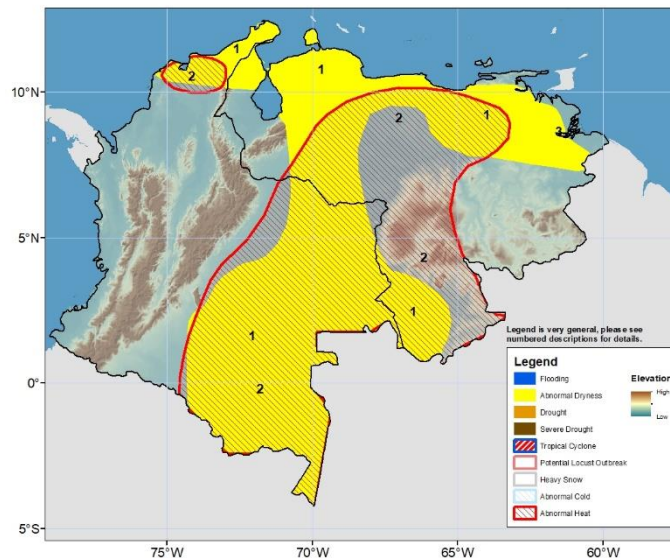 1
2
1
10°N
2
1
2
5°N
2
1
1
Legend is very general, please see
numbered descriptions for details.
Legend
Flooding
Abnormal Dryness
Drought
Severe Drought
Tropical Cyclone
Potential Locust Outbreak
Heavy Snow
Abnormal Cold
Abnormal Heat
Elevation
High
Low
0°
2
5°S
75°W
70°W
65°W
60°W